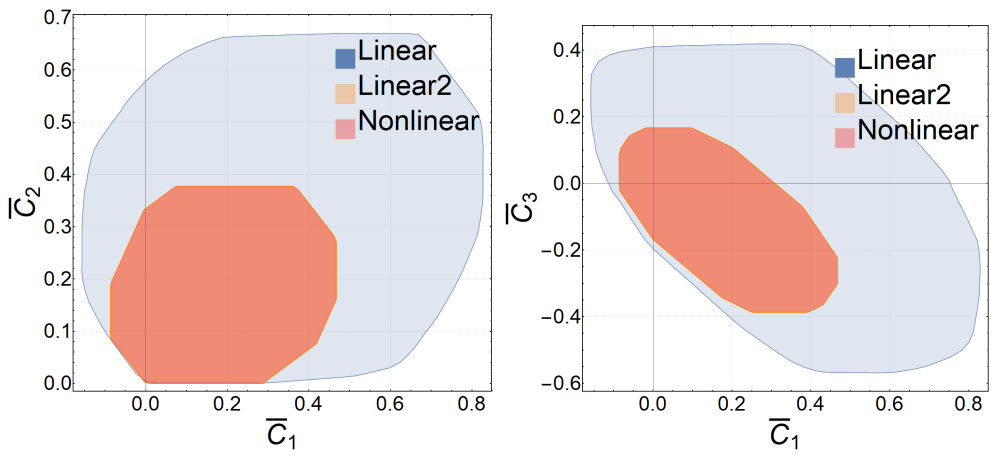 0.7
0.6
0.5
0.4
0.3
0.2
0.1
0.0
0.0 0.2 0.4 0.6 0.8
C̅₂
C̅₁
Linear
Linear2
Nonlinear
0.4
0.2
0.0
−0.2
−0.4
−0.6
0.0 0.2 0.4 0.6 0.8
C̅₃
C̅₁
Linear
Linear2
Nonlinear